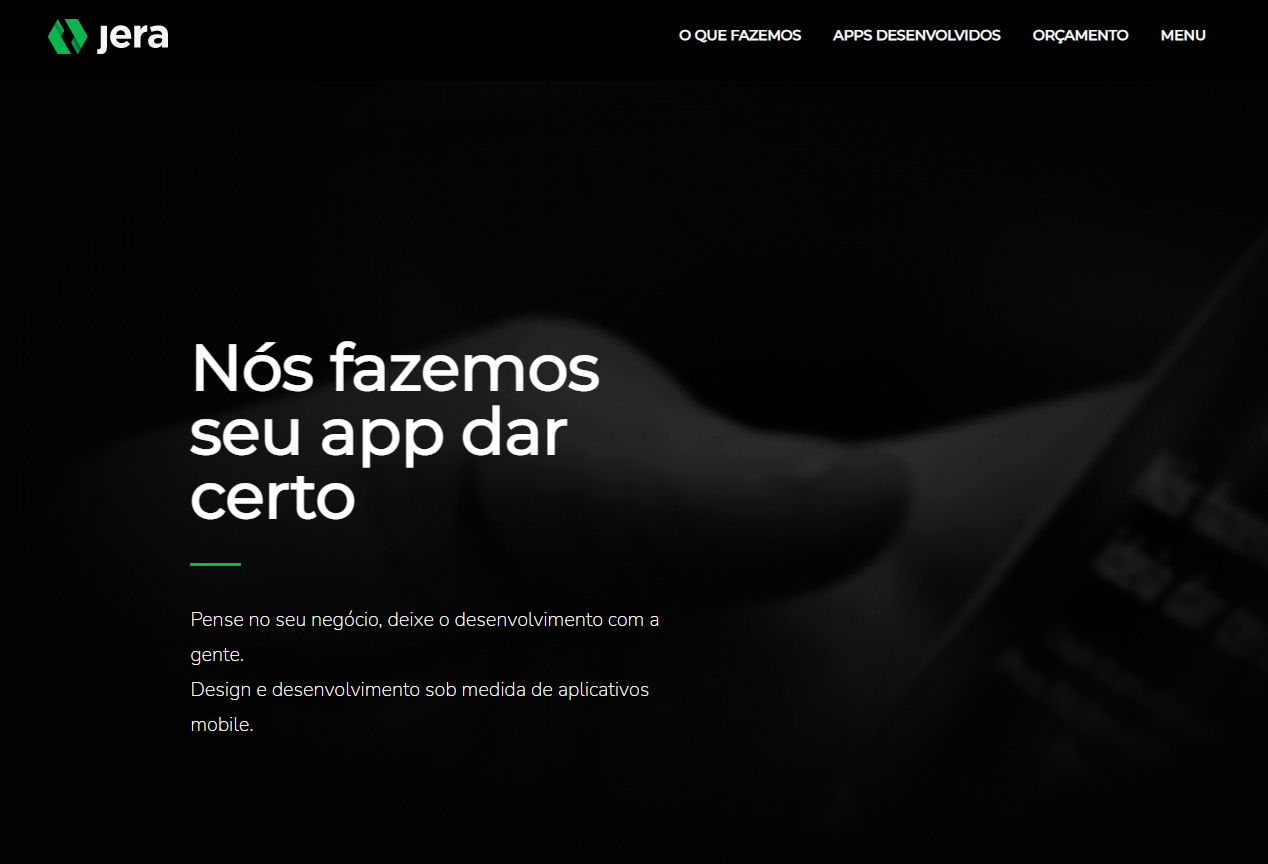 jera
O QUE FAZEMOS APPS DESENVOLVIDOS ORÇAMENTO MENU
Nós fazemos
seu app dar
certo
Pense no seu negócio, deixe o desenvolvimento com a
gente.
Design e desenvolvimento sob medida de aplicativos
mobile.